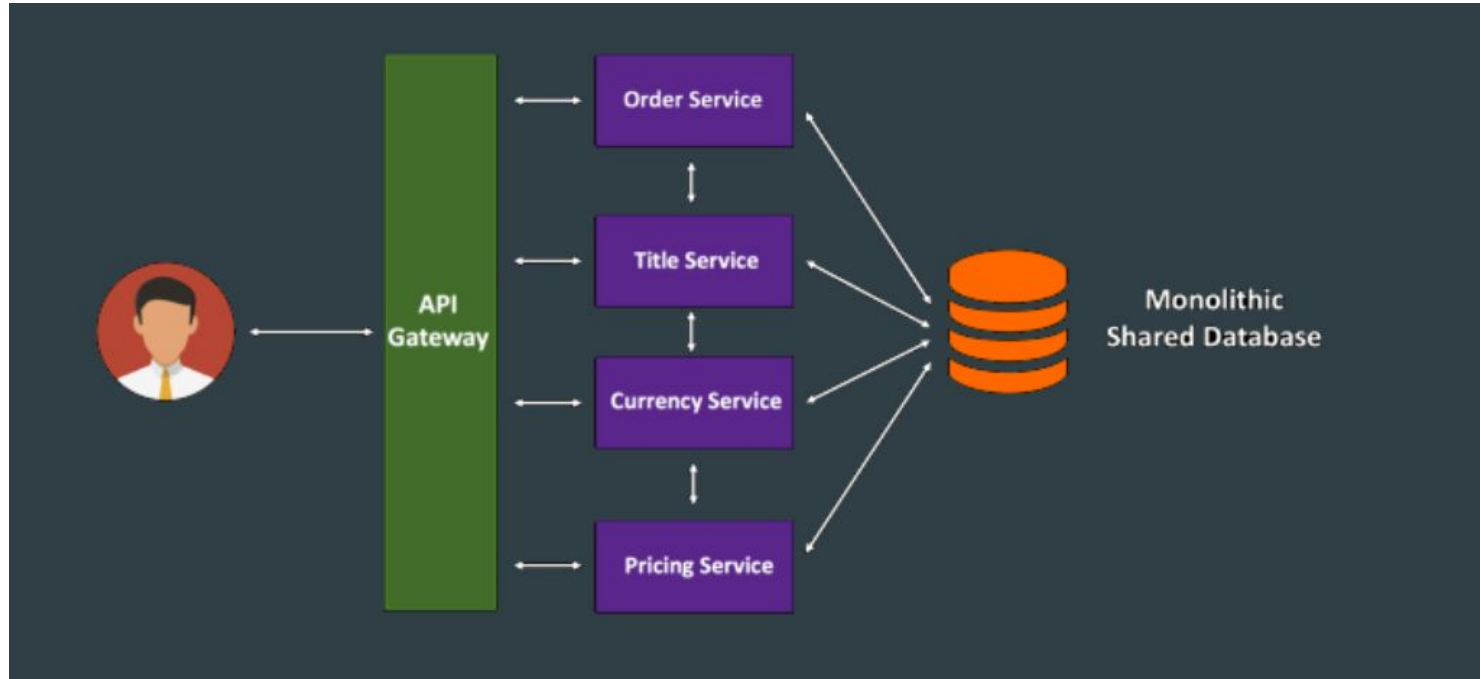 Order Service
Title Service
API
Gateway
Currency Service
Pricing Service
Monolithic
Shared Database